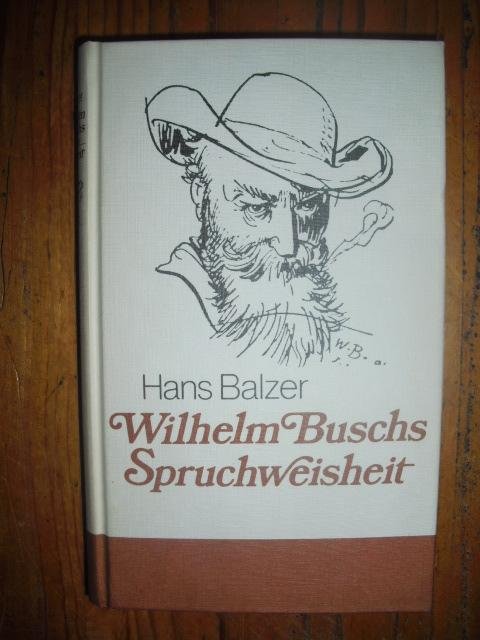 W. B.
Hans Balzer
Wilhelm Buschs
Spruchweisheit